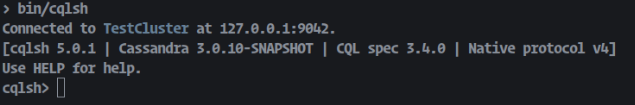 ❯ bin/cqlsh
Connected to TestCluster at 127.0.0.1:9042.
[cqlsh 5.0.1 | Cassandra 3.0.10-SNAPSHOT | CQL spec 3.4.0 | Native protocol v4]
Use HELP for help.
cqlsh>